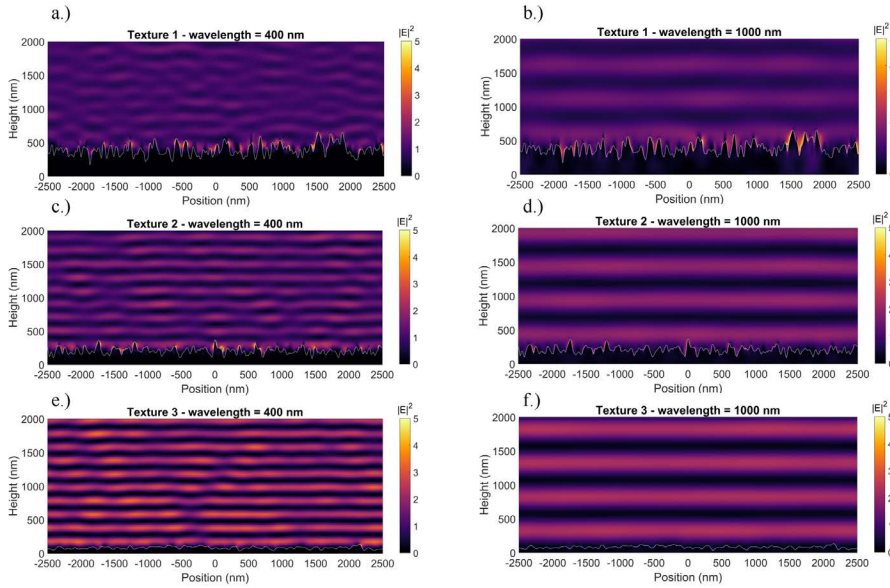 a.)
Texture 1 - wavelength = 400 nm
|E|²
2000
1500
1000
500
0
Height (nm)
-2500 -2000 -1500 -1000 -500 0 500 1000 1500 2000 2500
Position (nm)
5
4
3
2
1
0
b.)
Texture 1 - wavelength = 1000 nm
|E|²
2000
1500
1000
500
0
Height (nm)
-2500 -2000 -1500 -1000 -500 0 500 1000 1500 2000 2500
Position (nm)
c.)
Texture 2 - wavelength = 400 nm
|E|²
2000
1500
1000
500
0
Height (nm)
-2500 -2000 -1500 -1000 -500 0 500 1000 1500 2000 2500
Position (nm)
5
4
3
2
1
0
d.)
Texture 2 - wavelength = 1000 nm
|E|²
2000
1500
1000
500
0
Height (nm)
-2500 -2000 -1500 -1000 -500 0 500 1000 1500 2000 2500
Position (nm)
e.)
Texture 3 - wavelength = 400 nm
|E|²
2000
1500
1000
500
0
Height (nm)
-2500 -2000 -1500 -1000 -500 0 500 1000 1500 2000 2500
Position (nm)
5
4
3
2
1
0
f.)
Texture 3 - wavelength = 1000 nm
|E|²
2000
1500
1000
500
0
Height (nm)
-2500 -2000 -1500 -1000 -500 0 500 1000 1500 2000 2500
Position (nm)